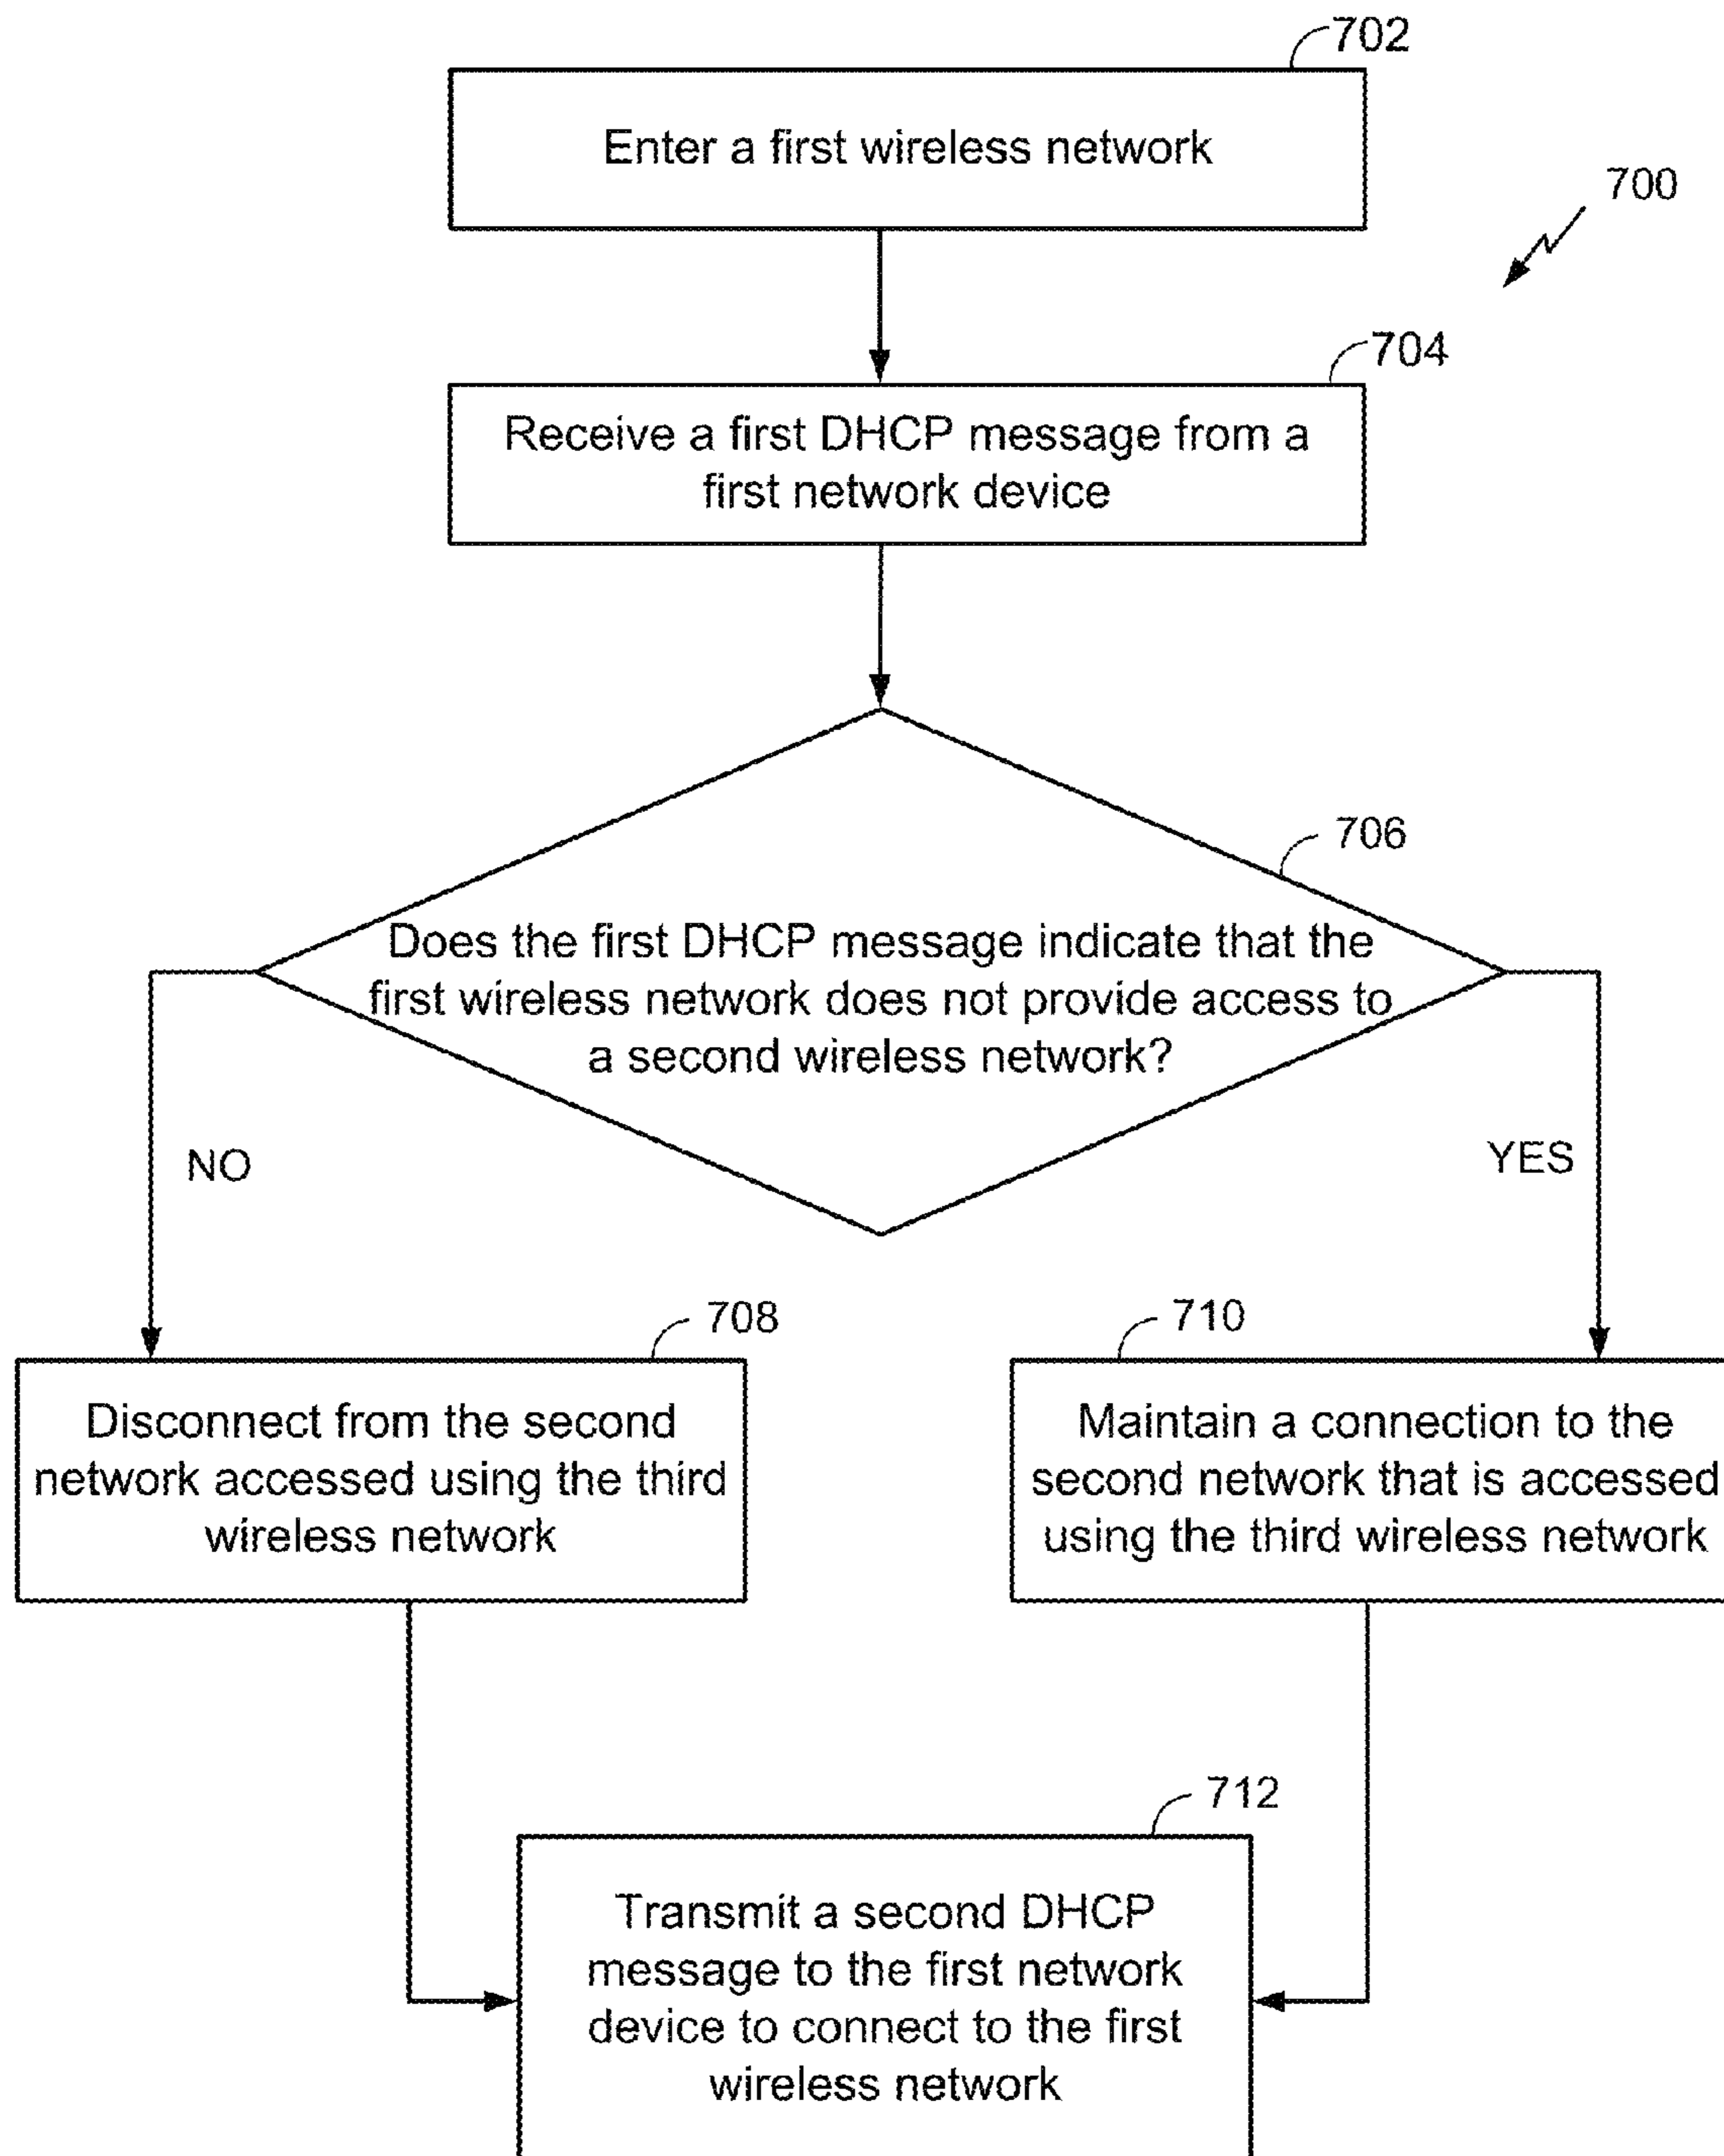 702
Enter a first wireless network
700
704
Receive a first DHCP message from a
first network device
706
Does the first DHCP message indicate that the
first wireless network does not provide access to
a second wireless network?
NO
YES
708
Disconnect from the second
network accessed using the third
wireless network
710
Maintain a connection to the
second network that is accessed
using the third wireless network
712
Transmit a second DHCP
message to the first network
device to connect to the first
wireless network